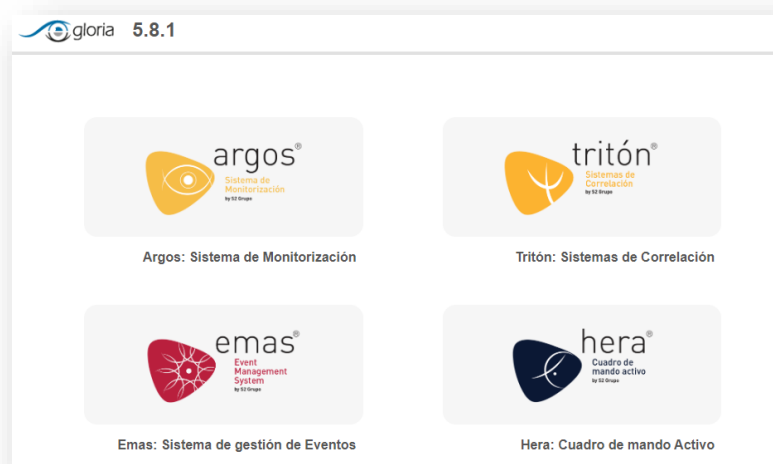 gloria 5.8.1
argos®
Sistema de
Monitorización
by S2 Grupo
Argos: Sistema de Monitorización
tritón®
Sistemas de
Correlación
by S2 Grupo
Tritón: Sistemas de Correlación
emas®
Event
Management
System
by S2 Grupo
Emas: Sistema de gestión de Eventos
hera®
Cuadro de
mando activo
by S2 Grupo
Hera: Cuadro de mando Activo